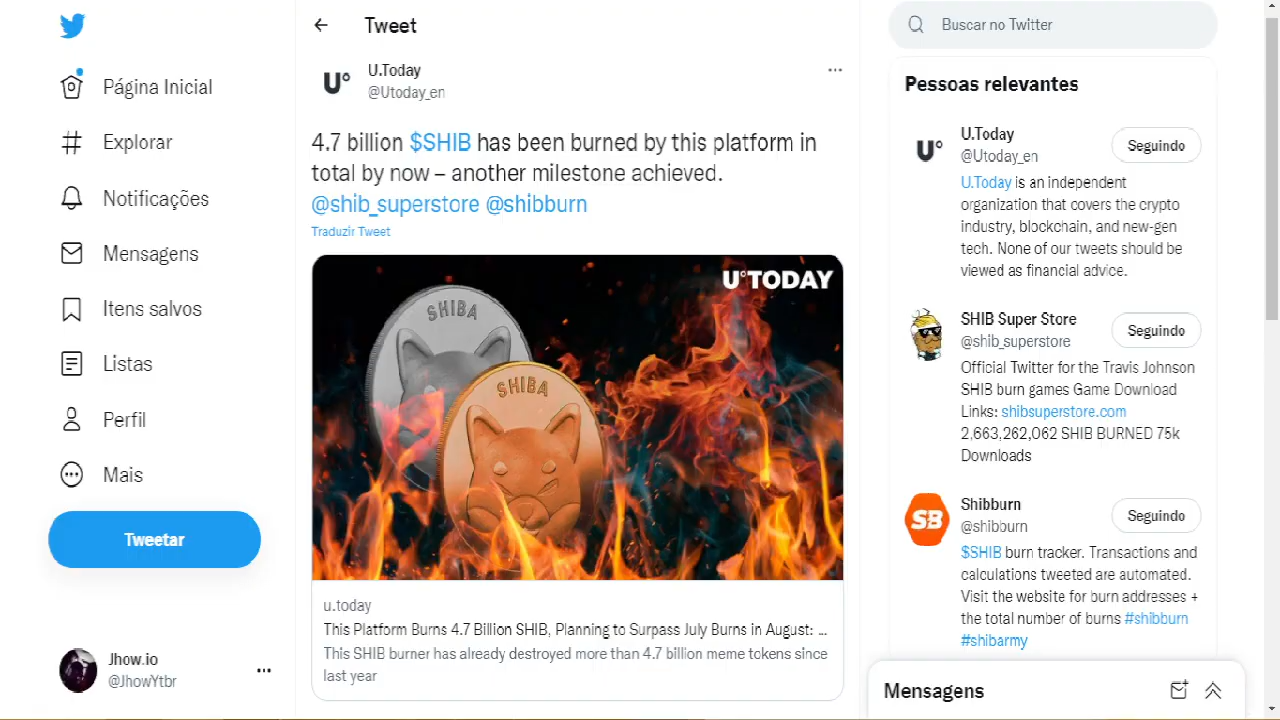 Página Inicial
Explorar
Notificações
Mensagens
Itens salvos
Listas
Perfil
Mais
Tweetar
Jhow.io
@JhowYtbr
Tweet
U°
U.Today
@Utoday_en
4.7 billion $SHIB has been burned by this platform in
total by now – another milestone achieved.
@shib_superstore @shibburn
Traduzir Tweet
U°TODAY
SHIBA
SHIBA
u.today
This Platform Burns 4.7 Billion SHIB, Planning to Surpass July Burns in August: ...
This SHIB burner has already destroyed more than 4.7 billion meme tokens since
last year
Buscar no Twitter
Pessoas relevantes
U°
U.Today
@Utoday_en
Seguindo
U.Today is an independent
organization that covers the crypto
industry, blockchain, and new-gen
tech. None of our tweets should be
viewed as financial advice.
SHIB Super Store
@shib_superstore
Seguindo
Official Twitter for the Travis Johnson
SHIB burn games Game Download
Links: shibsuperstore.com
2,663,262,062 SHIB BURNED 75k
Downloads
SB
Shibburn
@shibburn
Seguindo
$SHIB burn tracker. Transactions and
calculations tweeted are automated.
Visit the website for burn addresses +
the total number of burns #shibburn
#shibarmy
Mensagens